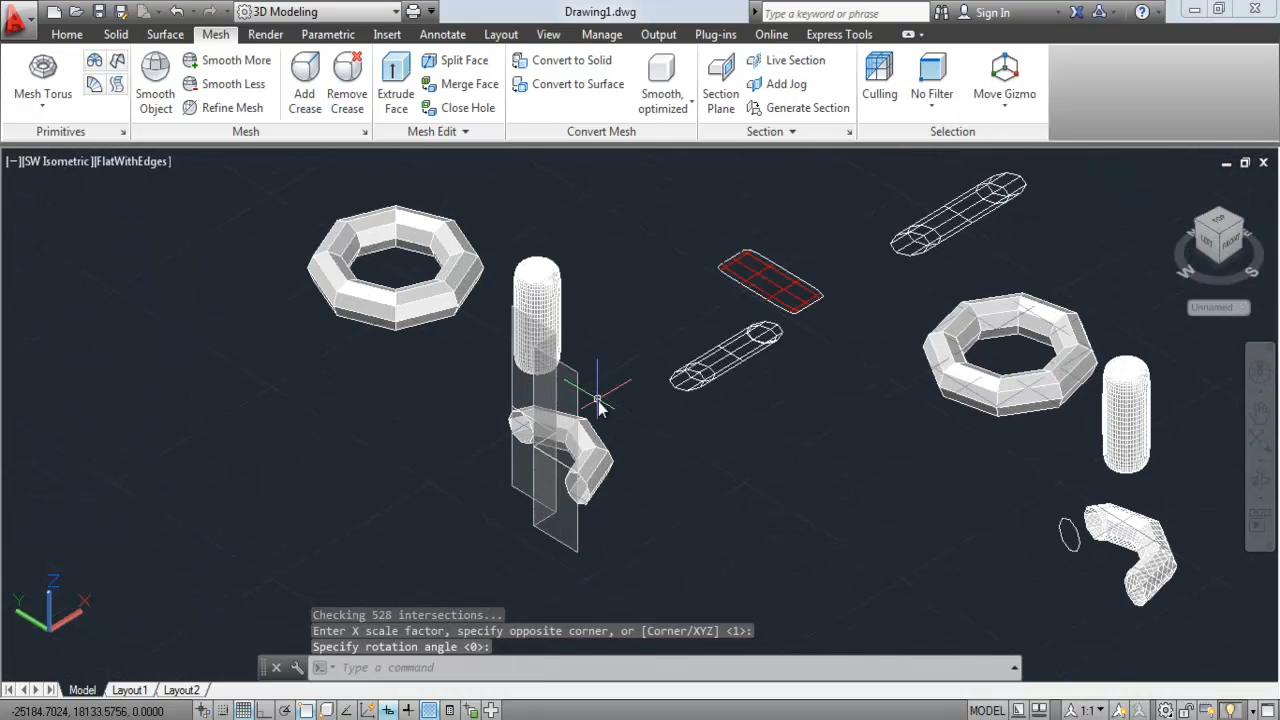 3D Modeling
Drawing1.dwg
Type a keyword or phrase
Sign In
Home Solid Surface Mesh Render Parametric Insert Annotate Layout View Manage Output Plug-ins Online Express Tools
Mesh Torus
Primitives
Smooth Object
Smooth More
Smooth Less
Refine Mesh
Add Crease
Remove Crease
Mesh
Extrude Face
Split Face
Merge Face
Close Hole
Mesh Edit
Convert to Solid
Convert to Surface
Smooth, optimized
Convert Mesh
Section Plane
Live Section
Add Jog
Generate Section
Section
Culling
No Filter
Move Gizmo
Selection
[−][SW Isometric][FlatWithEdges]
TOP
LEFT
FRONT
W
S
Unnamed
Z
Y
X
Checking 528 intersections...
Enter X scale factor, specify opposite corner, or [Corner/XYZ] <1>:
Specify rotation angle <0>:
Type a command
Model Layout1 Layout2
-25184.7024, 18133.5756, 0.0000
MODEL
1:1